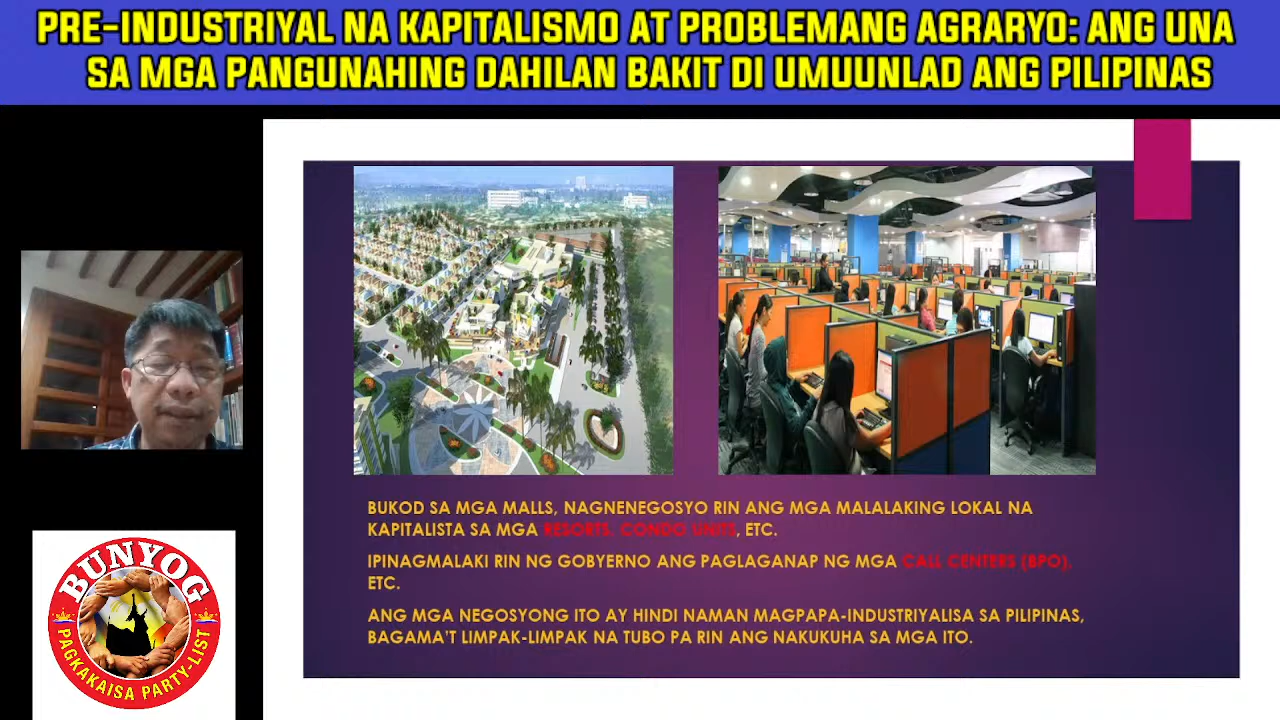 PRE-INDUSTRIYAL NA KAPITALISMO AT PROBLEMANG AGRARYO: ANG UNA
SA MGA PANGUNAHING DAHILAN BAKIT DI UMUUNLAD ANG PILIPINAS
BUKOD SA MGA MALLS, NAGNENEGOSYO RIN ANG MGA MALALAKING LOKAL NA
KAPITALISTA SA MGA RESORTS, CONDO UNITS, ETC.
IPINAGMALAKI RIN NG GOBYERNO ANG PAGLAGANAP NG MGA CALL CENTERS (BPO),
ETC.
ANG MGA NEGOSYONG ITO AY HINDI NAMAN MAGPAPA-INDUSTRIYALISA SA PILIPINAS,
BAGAMA'T LIMPAK-LIMPAK NA TUBO PA RIN ANG NAKUKUHA SA MGA ITO.
BUNYOG
PAGKAKAISA PARTY-LIST